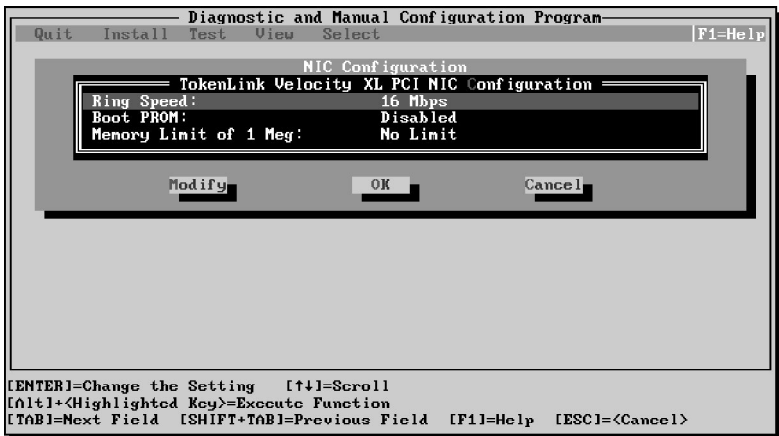 Diagnostic and Manual Configuration Program
Quit Install Test View Select F1=Help
NIC Configuration
TokenLink Velocity XL PCI NIC Configuration
Ring Speed: 16 Mbps
Boot PROM: Disabled
Memory Limit of 1 Meg: No Limit
Modify OK Cancel
[ENTER]=Change the Setting [↑↓]=Scroll
[Alt]+<Highlighted Key>=Execute Function
[TAB]=Next Field [SHIFT+TAB]=Previous Field [F1]=Help [ESC]=<Cancel>